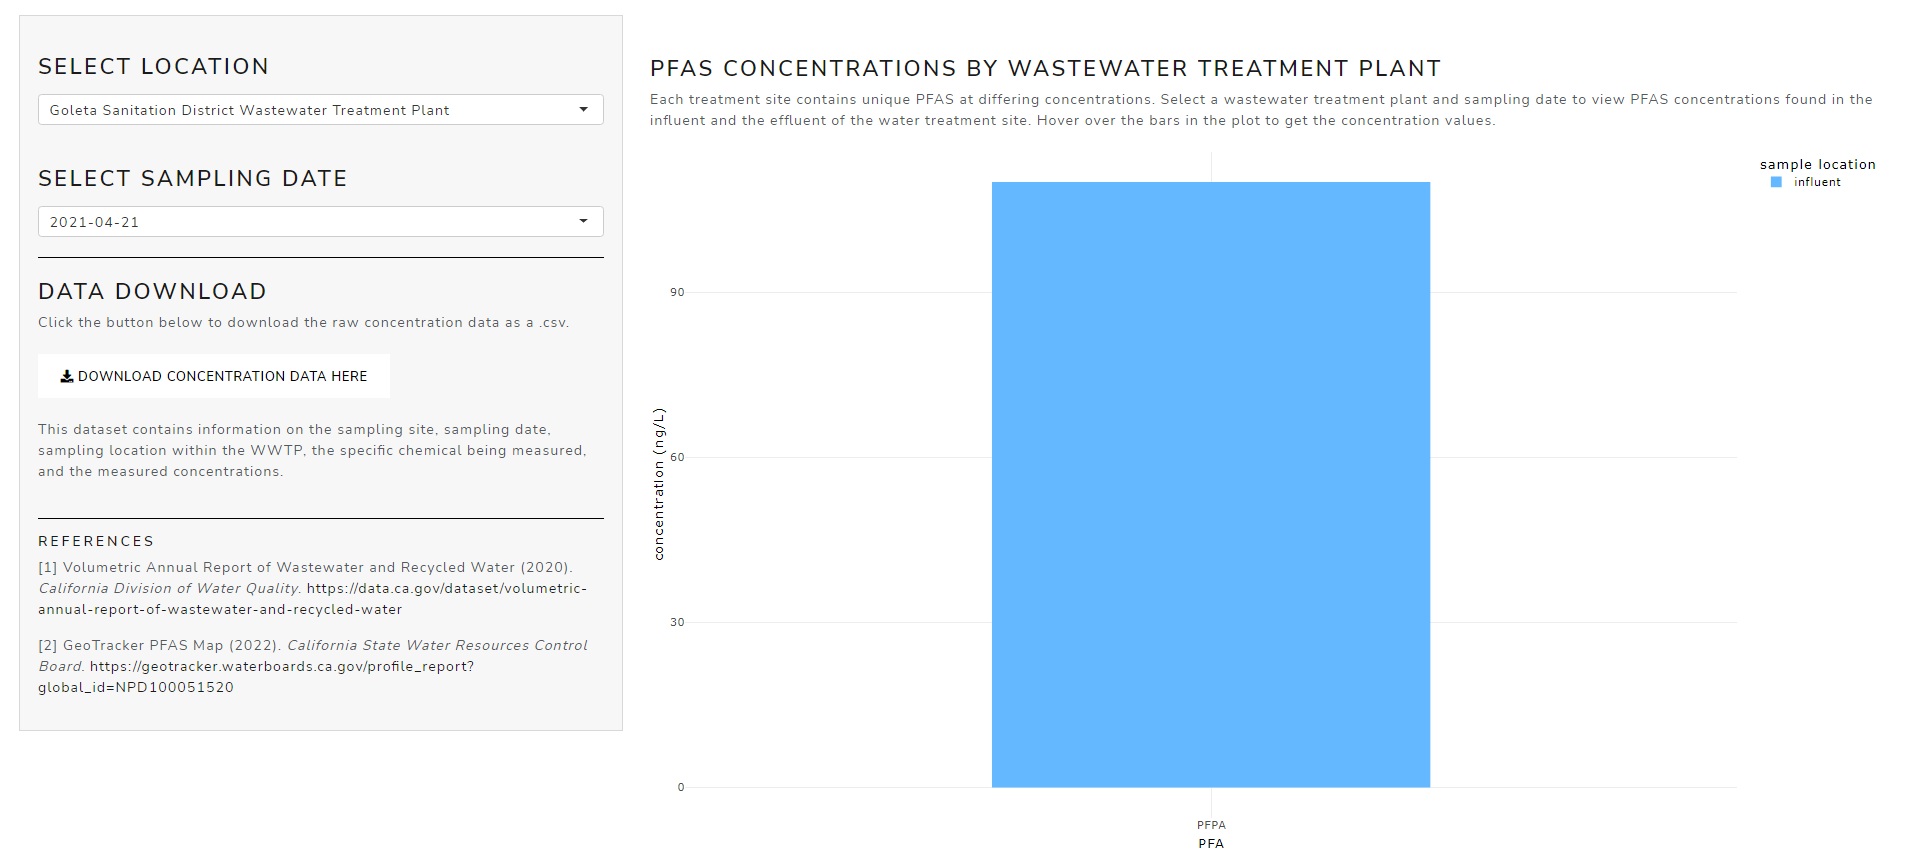 SELECT LOCATION
Goleta Sanitation District Wastewater Treatment Plant
SELECT SAMPLING DATE
2021-04-21
DATA DOWNLOAD
Click the button below to download the raw concentration data as a .csv.
DOWNLOAD CONCENTRATION DATA HERE
This dataset contains information on the sampling site, sampling date,
sampling location within the WWTP, the specific chemical being measured,
and the measured concentrations.
REFERENCES
[1] Volumetric Annual Report of Wastewater and Recycled Water (2020).
California Division of Water Quality. https://data.ca.gov/dataset/volumetric-
annual-report-of-wastewater-and-recycled-water
[2] GeoTracker PFAS Map (2022). California State Water Resources Control
Board. https://geotracker.waterboards.ca.gov/profile_report?
global_id=NPD100051520
PFAS CONCENTRATIONS BY WASTEWATER TREATMENT PLANT
Each treatment site contains unique PFAS at differing concentrations. Select a wastewater treatment plant and sampling date to view PFAS concentrations found in the
influent and the effluent of the water treatment site. Hover over the bars in the plot to get the concentration values.
sample location
influent
90
60
30
0
concentration (ng/L)
PFPA
PFA